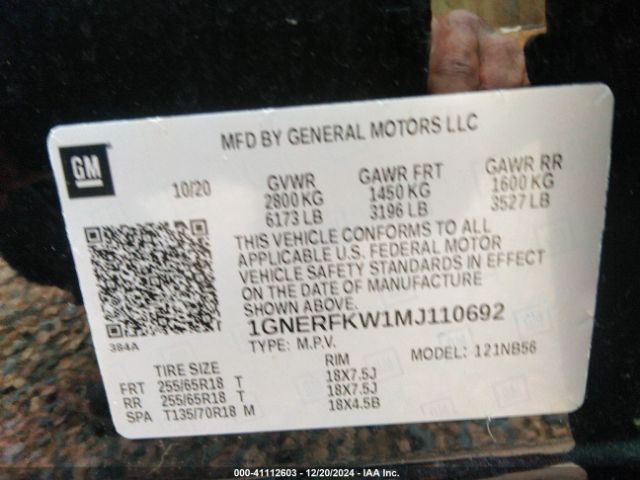 MFD BY GENERAL MOTORS LLC
GM
10/20
GVWR GAWR FRT GAWR RR
2800 KG 1450 KG 1600 KG
6173 LB 3196 LB 3527 LB
THIS VEHICLE CONFORMS TO ALL
APPLICABLE U.S. FEDERAL MOTOR
VEHICLE SAFETY STANDARDS IN EFFECT
ON THE DATE OF MANUFACTURE
SHOWN ABOVE.
384A
1GNERFKW1MJ110692
TYPE: M.P.V. MODEL: 121NB56
TIRE SIZE RIM
FRT 255/65R18 T 18X7.5J
RR 255/65R18 T 18X7.5J
SPA T135/70R18 M 18X4.5B
000-41112603 - 12/20/2024 - IAA Inc.